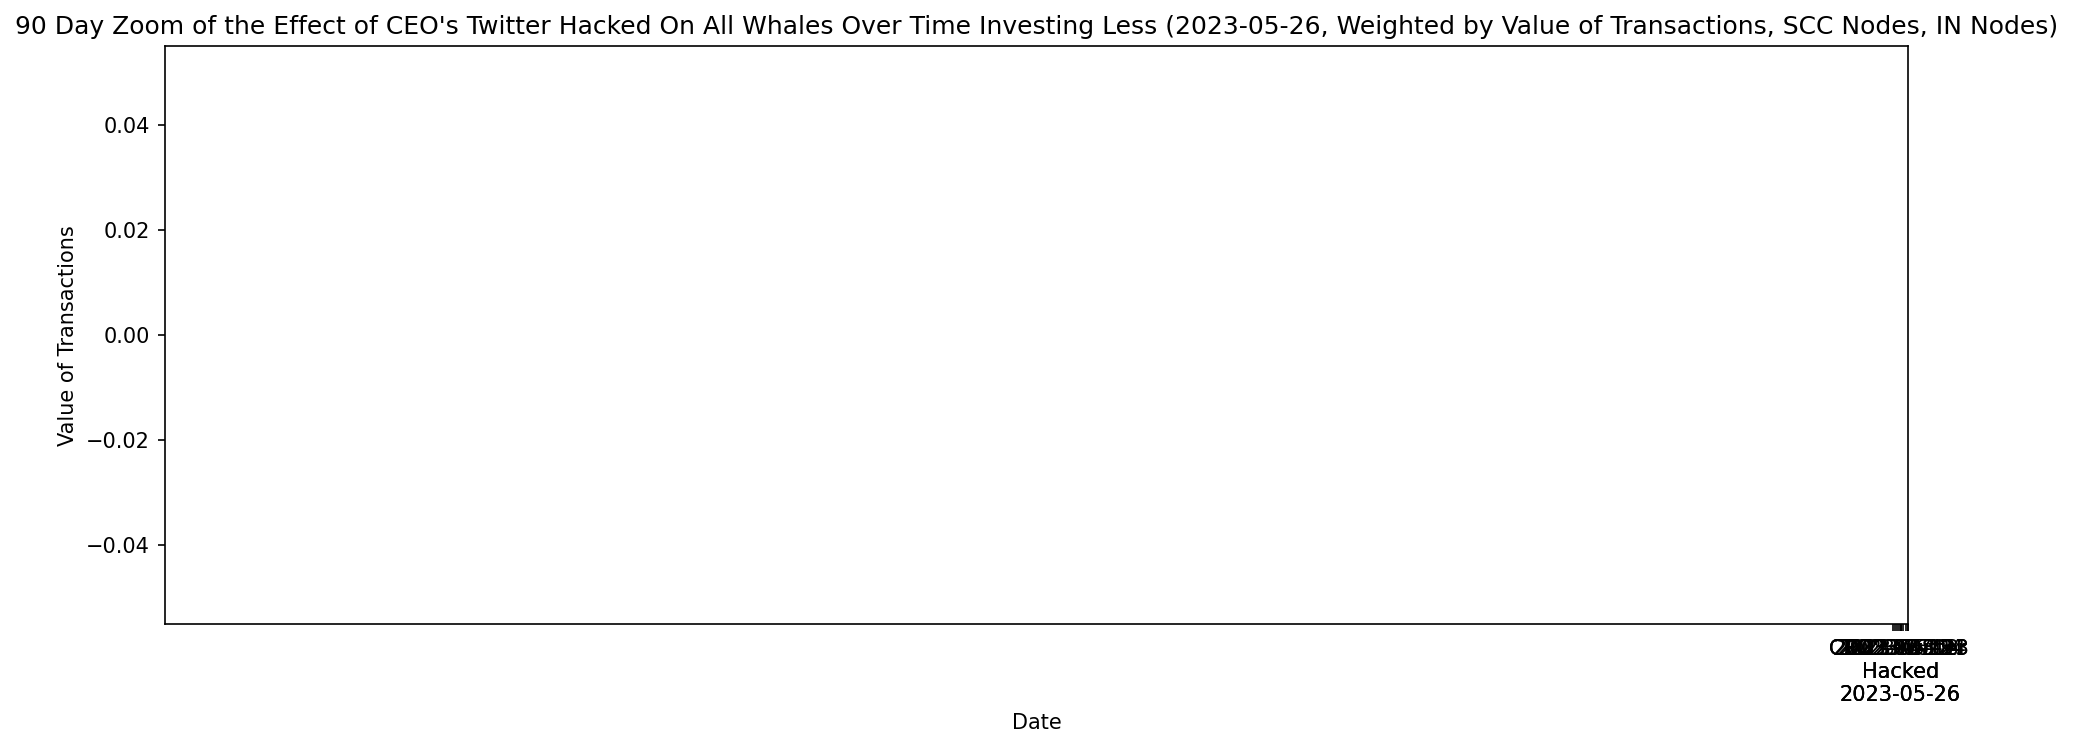 90 Day Zoom of the Effect of CEO's Twitter Hacked On All Whales Over Time Investing Less (2023-05-26, Weighted by Value of Transactions, SCC Nodes, IN Nodes)
0.04
0.02
0.00
−0.02
−0.04
Value of Transactions
Hacked
2023-05-26
Date